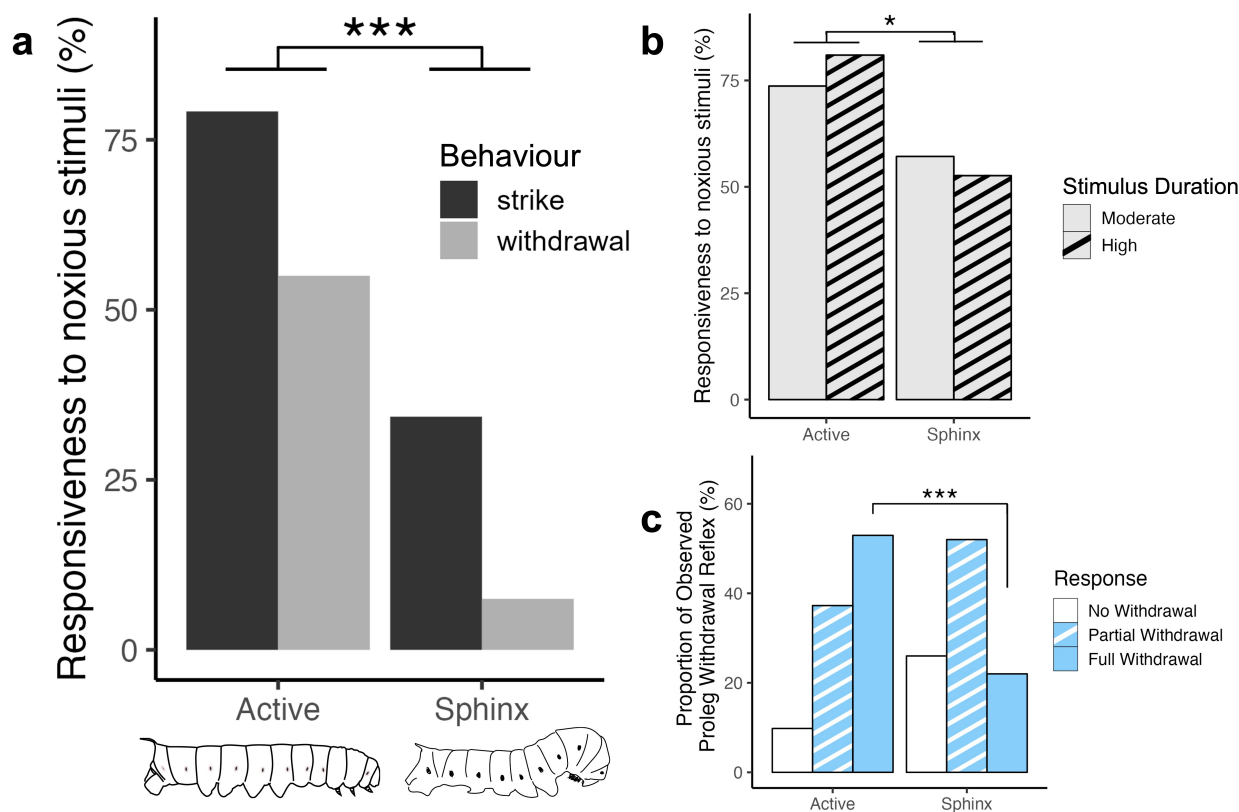 a
Responsiveness to noxious stimuli (%)
75
50
25
0
***
Behaviour
strike
withdrawal
Active
Sphinx
b
Responsiveness to noxious stimuli (%)
75
50
25
0
*
Active
Sphinx
Stimulus Duration
Moderate
High
c
Proportion of Observed
Proleg Withdrawal Reflex (%)
60
40
20
0
***
Active
Sphinx
Response
No Withdrawal
Partial Withdrawal
Full Withdrawal